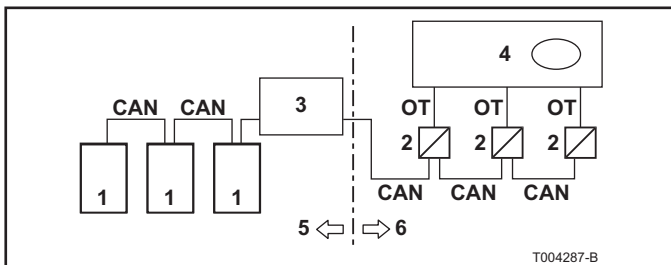 4
3
CAN CAN
OT OT OT
2 2 2
1 1 1
CAN CAN CAN
5 6
T004287-B